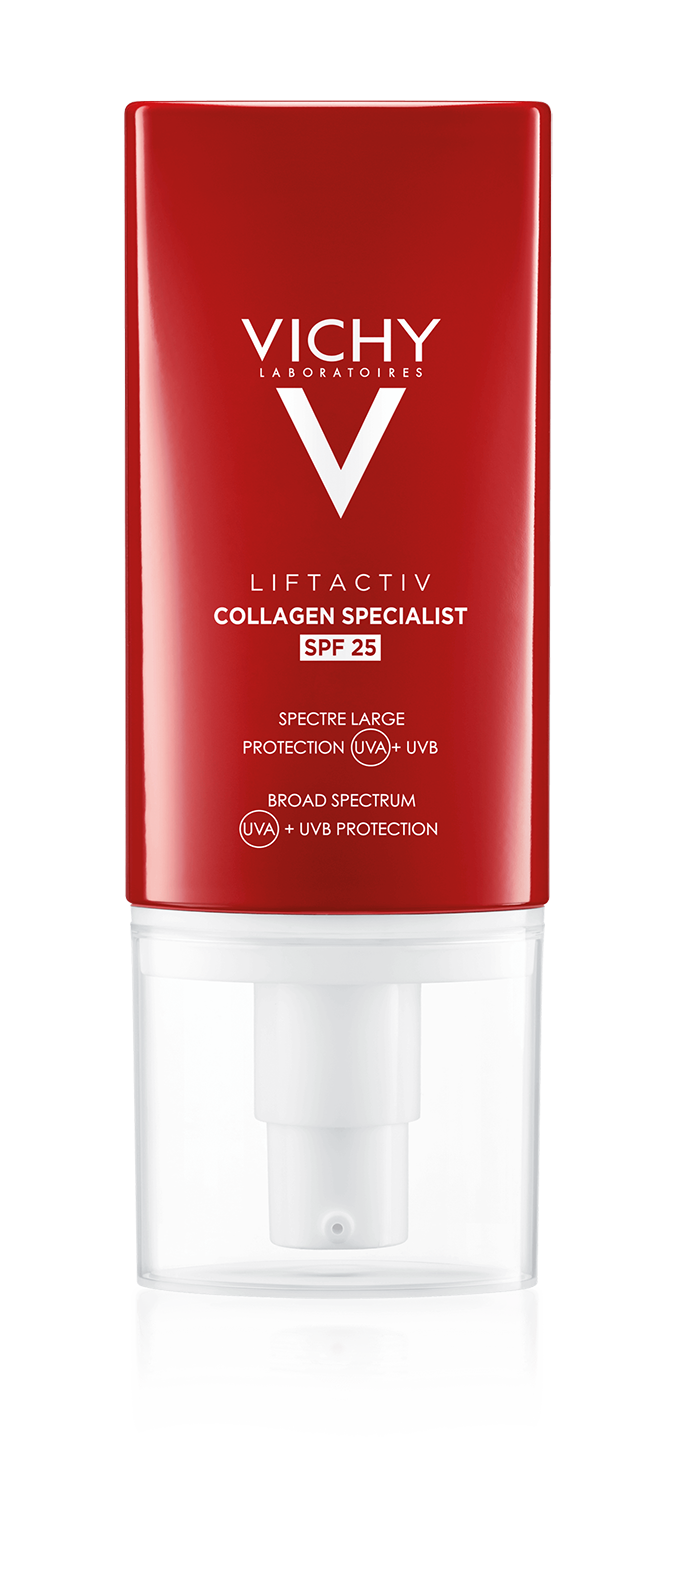 VICHY
LABORATOIRES
V
LIFTACTIV
COLLAGEN SPECIALIST
SPF 25
SPECTRE LARGE
PROTECTION UVA + UVB
BROAD SPECTRUM
UVA + UVB PROTECTION